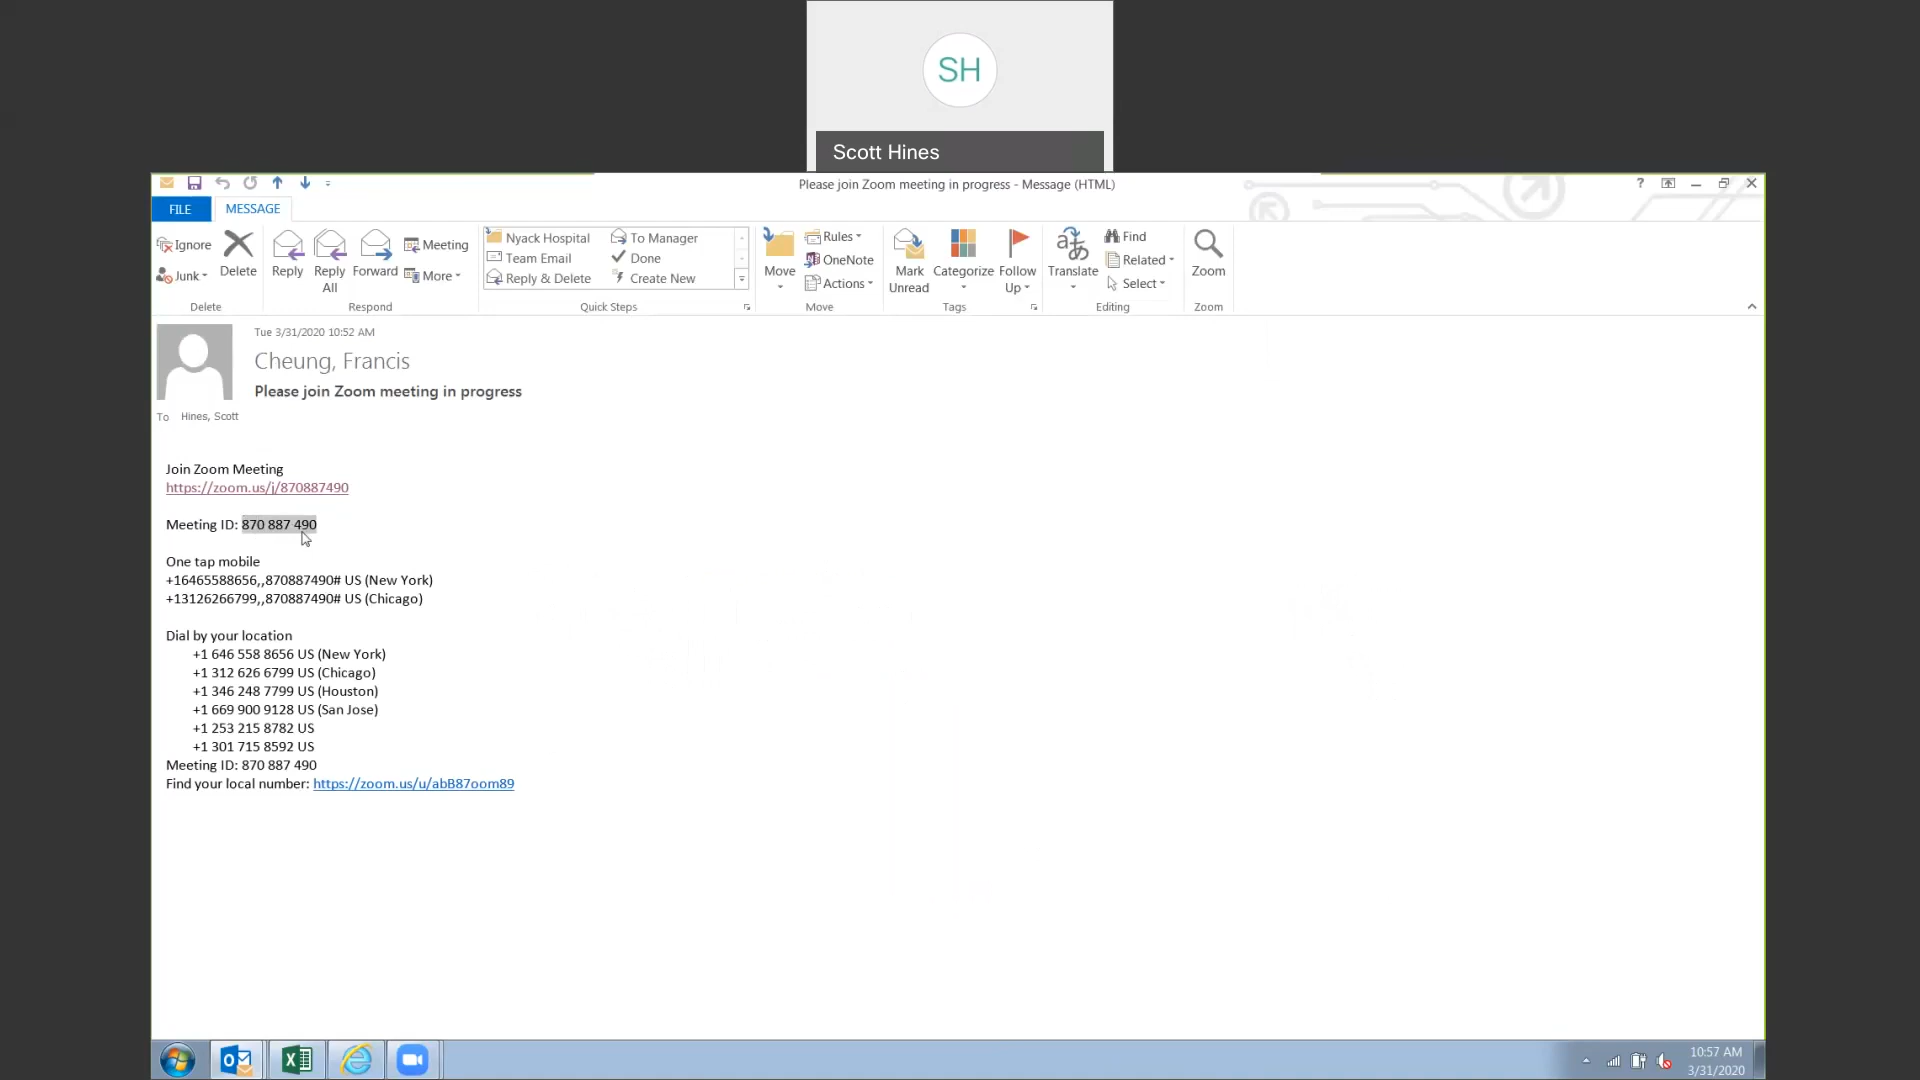 SH
Scott Hines
Please join Zoom meeting in progress - Message (HTML)
?
FILE
MESSAGE
Ignore
Junk
Delete
Delete
Reply
Reply All
Forward
Meeting
More
Respond
Nyack Hospital
Team Email
Reply & Delete
To Manager
Done
Create New
Quick Steps
Move
Rules
OneNote
Actions
Move
Mark Unread
Categorize
Follow Up
Tags
Translate
Find
Related
Select
Editing
Zoom
Zoom
Tue 3/31/2020 10:52 AM
Cheung, Francis
Please join Zoom meeting in progress
To Hines, Scott
Join Zoom Meeting
https://zoom.us/j/870887490
Meeting ID: 870 887 490
One tap mobile
+16465588656,,870887490# US (New York)
+13126266799,,870887490# US (Chicago)
Dial by your location
+1 646 558 8656 US (New York)
+1 312 626 6799 US (Chicago)
+1 346 248 7799 US (Houston)
+1 669 900 9128 US (San Jose)
+1 253 215 8782 US
+1 301 715 8592 US
Meeting ID: 870 887 490
Find your local number: https://zoom.us/u/abB87oom89
10:57 AM
3/31/2020